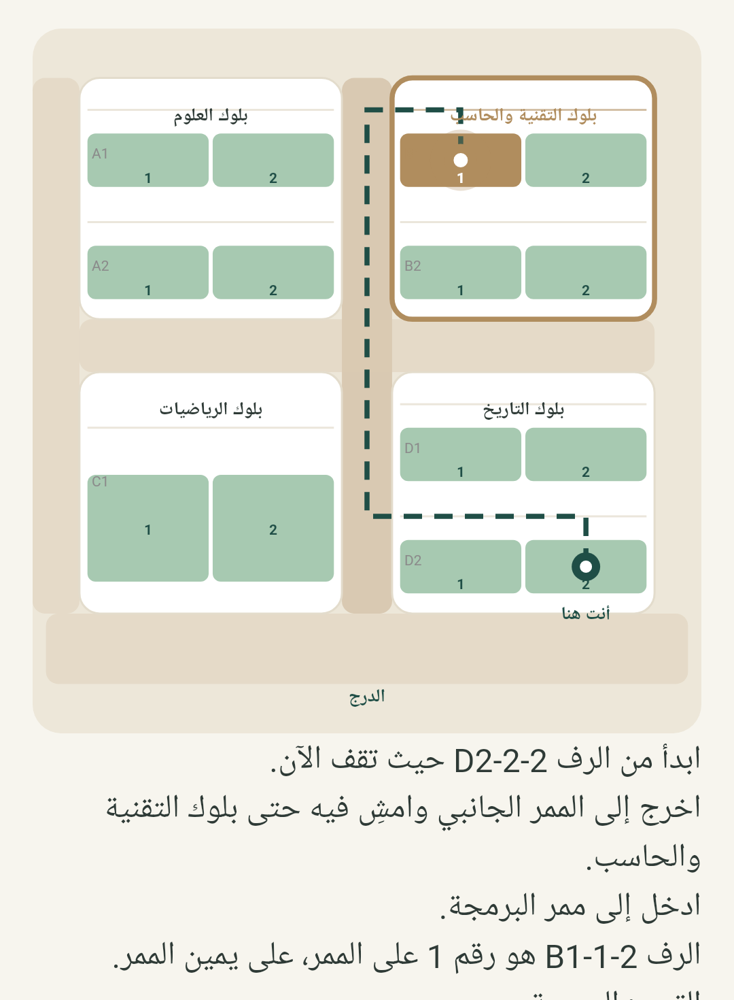 بلوك العلوم
بلوك التقنية والحاسب
A1
1
2
1
2
A2
1
2
B2
1
2
بلوك الرياضيات
بلوك التاريخ
D1
1
2
C1
1
2
D2
1
2
أنت هنا
الدرج
ابدأ من الرف D2-2-2 حيث تقف الآن.
اخرج إلى الممر الجانبي وامشِ فيه حتى بلوك التقنية
والحاسب.
ادخل إلى ممر البرمجة.
الرف B1-1-2 هو رقم 1 على الممر، على يمين الممر.